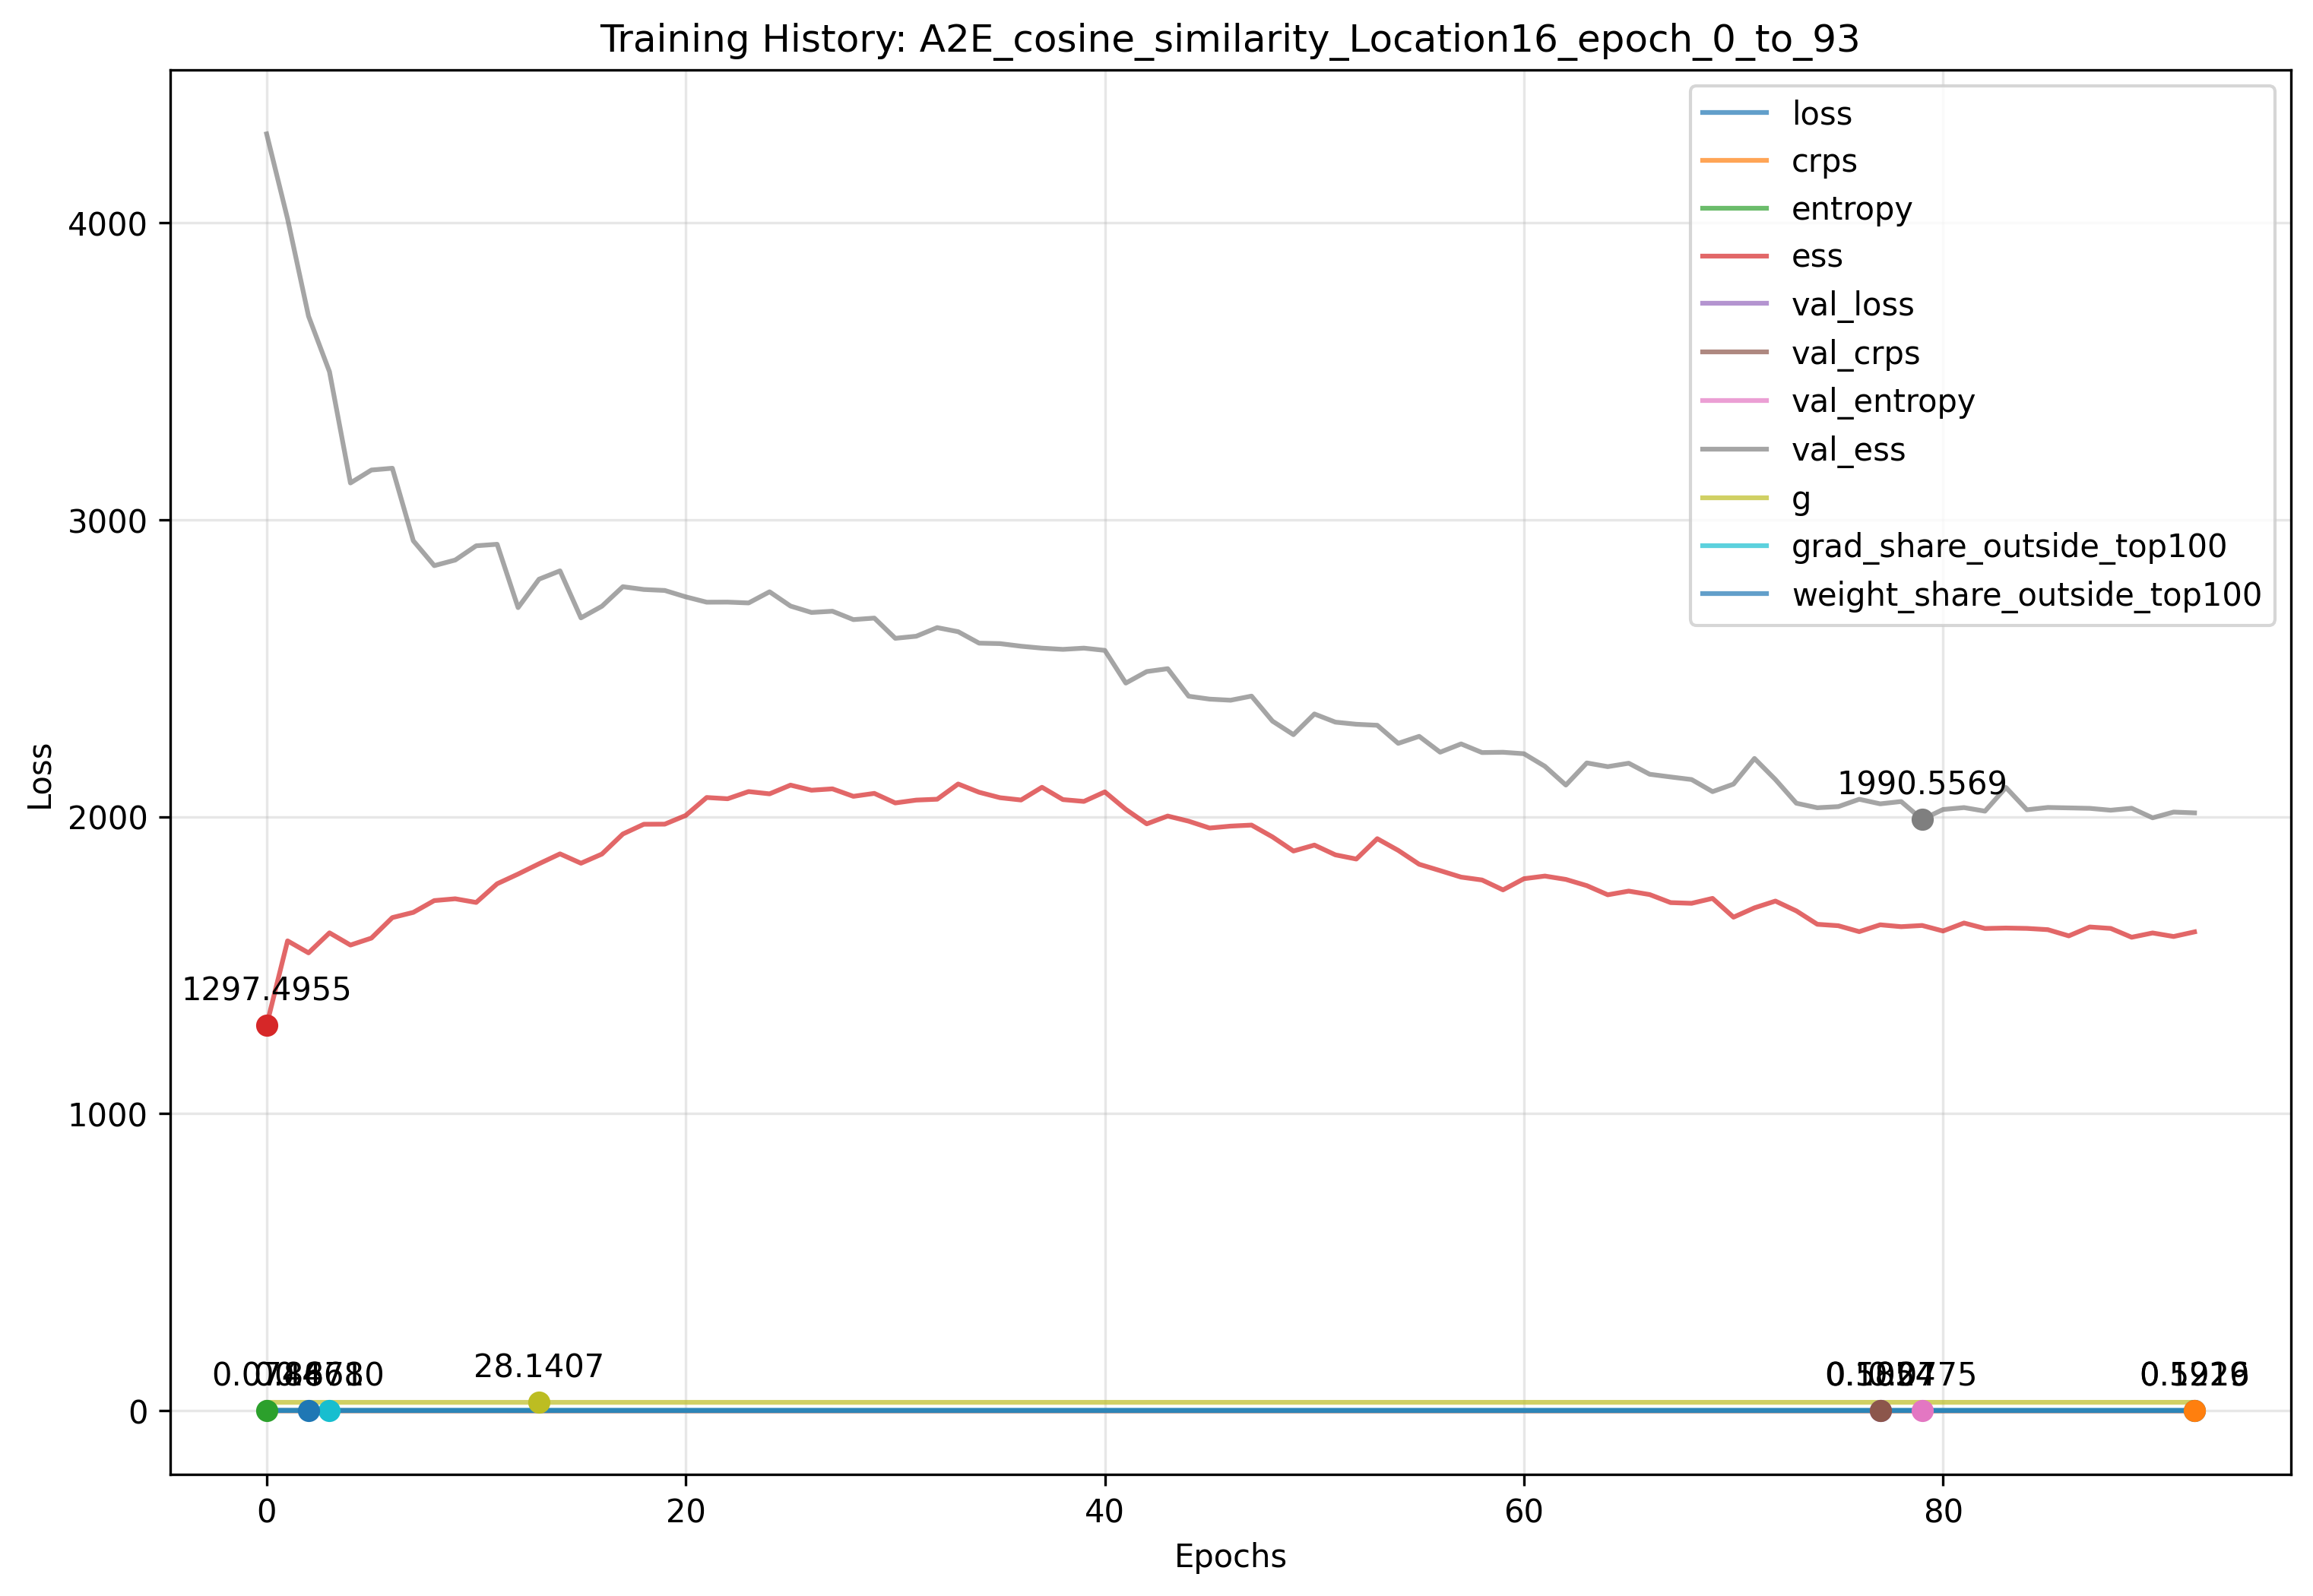 Training History: A2E_cosine_similarity_Location16_epoch_0_to_93
loss
crps
entropy
ess
val_loss
val_crps
val_entropy
val_ess
g
grad_share_outside_top100
weight_share_outside_top100
4000
3000
2000
1000
0
Loss
1990.5569
1297.4955
28.1407
0
20
40
60
80
Epochs